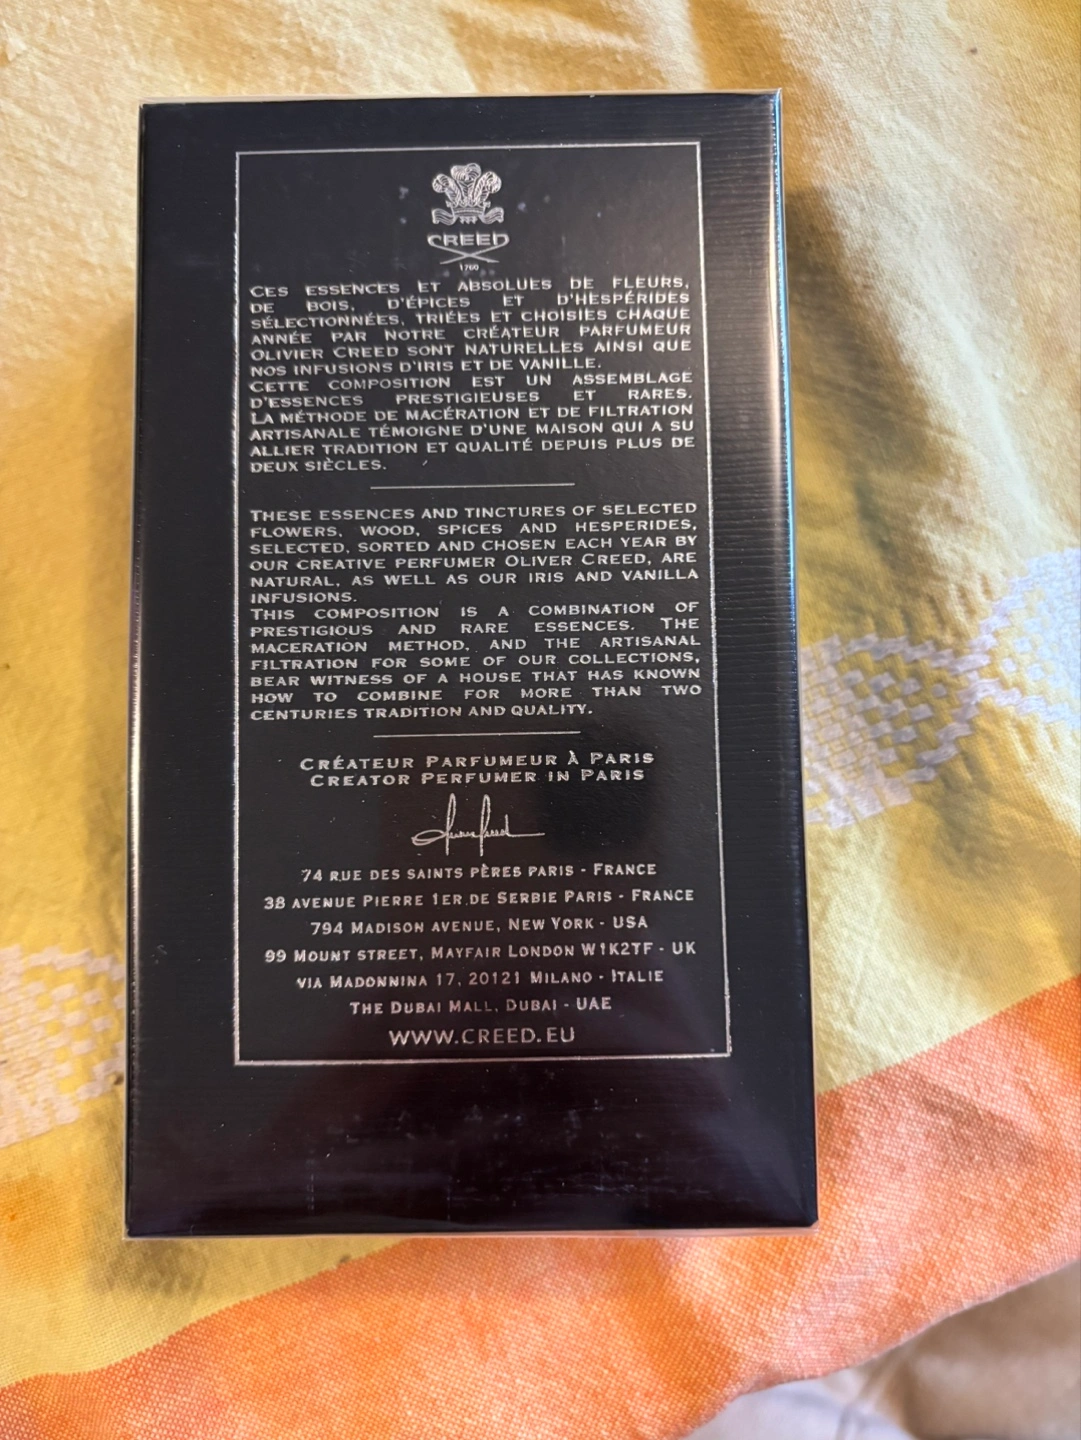 CREED
1760
CES ESSENCES ET ABSOLUES DE FLEURS,
DE BOIS, D'ÉPICES ET D'HESPÉRIDES
SÉLECTIONNÉES, TRIÉES ET CHOISIES CHAQUE
ANNÉE PAR NOTRE CRÉATEUR PARFUMEUR
OLIVIER CREED SONT NATURELLES AINSI QUE
NOS INFUSIONS D'IRIS ET DE VANILLE.
CETTE COMPOSITION EST UN ASSEMBLAGE
D'ESSENCES PRESTIGIEUSES ET RARES.
LA MÉTHODE DE MACÉRATION ET DE FILTRATION
ARTISANALE TÉMOIGNE D'UNE MAISON QUI A SU
ALLIER TRADITION ET QUALITÉ DEPUIS PLUS DE
DEUX SIÈCLES.
THESE ESSENCES AND TINCTURES OF SELECTED
FLOWERS, WOOD, SPICES AND HESPERIDES,
SELECTED, SORTED AND CHOSEN EACH YEAR BY
OUR CREATIVE PERFUMER OLIVER CREED, ARE
NATURAL, AS WELL AS OUR IRIS AND VANILLA
INFUSIONS.
THIS COMPOSITION IS A COMBINATION OF
PRESTIGIOUS AND RARE ESSENCES. THE
MACERATION METHOD, AND THE ARTISANAL
FILTRATION FOR SOME OF OUR COLLECTIONS,
BEAR WITNESS OF A HOUSE THAT HAS KNOWN
HOW TO COMBINE FOR MORE THAN TWO
CENTURIES TRADITION AND QUALITY.
CRÉATEUR PARFUMEUR À PARIS
CREATOR PERFUMER IN PARIS
74 RUE DES SAINTS PÈRES PARIS - FRANCE
38 AVENUE PIERRE 1ER DE SERBIE PARIS - FRANCE
794 MADISON AVENUE, NEW YORK - USA
99 MOUNT STREET, MAYFAIR LONDON W1K2TF - UK
VIA MADONNINA 17, 20121 MILANO - ITALIE
THE DUBAI MALL, DUBAI - UAE
WWW.CREED.EU